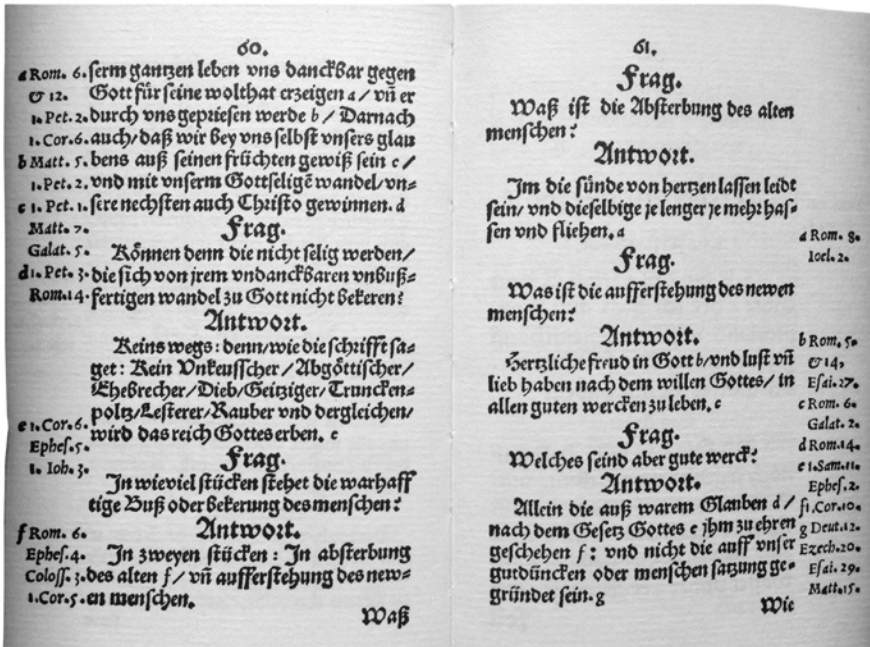 60.
a Rom. 6. serm gantzen leben vns danckbar gegen
& 12. Gott für seine wolthat erzeigen a / vñ er
1. Pet. 2. durch vns gepriesen werde b / Darnach
1. Cor. 6. auch / daß wir bey vns selbst vnsers glau
b Matt. 5. bens auß seinen früchten gewiß sein c /
1. Pet. 2. vnd mit vnserm Gottseligē wandel / vn⸗
c 1. Pet. 1. sere nechsten auch Christo gewinnen. d
Matt. 7. Frag.
Galat. 5. Können denn die nicht selig werden /
d 1. Pet. 3. die sich von jrem vndanckbaren vnbuß⸗
Rom. 14. fertigen wandel zu Gott nicht bekeren?
Antwort.
Keins wegs: denn / wie die schrifft sa⸗
get: Kein Vnkeusscher / Abgöttischer /
Ehebrecher / Dieb / Geitziger / Truncken⸗
poltz / Lesterer / Rauber vnd dergleichen /
e 1. Cor. 6. wird das reich Gottes erben. e
Ephes. 5. Frag.
1. Ioh. 3. In wieviel stücken stehet die warhaff
tige Buß oder bekerung des menschen?
f Rom. 6. Antwort.
Ephes. 4. In zweyen stücken: In absterbung
Coloss. 3. des alten f / vñ aufferstehung des new⸗
1. Cor. 5. en menschen.
Waß
61.
Frag.
Waß ist die Absterbung des alten
menschen?
Antwort.
Jm die sünde von hertzen lassen leidt
sein / vnd dieselbige je lenger je mehr has⸗
sen vnd fliehen. a a Rom. 8.
Frag. Ioel. 2.
Was ist die aufferstehung des newen
menschen?
Antwort. b Rom. 5.
Hertzliche freud in Gott b / vnd lust vñ & 14,
lieb haben nach dem willen Gottes / in Esai. 27.
allen guten wercken zu leben. c c Rom. 6.
Galat. 2.
Frag. d Rom. 14.
Welches seind aber gute werck? e 1. Sam. 11.
Antwort. Ephes. 2.
Allein die auß warem Glauben d / f 1. Cor. 10.
nach dem Gesetz Gottes e jhm zu ehren g Deut. 12.
geschehen f: vnd nicht die auff vnser Ezech. 20.
gutdüncken oder menschen satzung ge⸗ Esai. 29.
gründet sein. g Matt. 15.
Wie